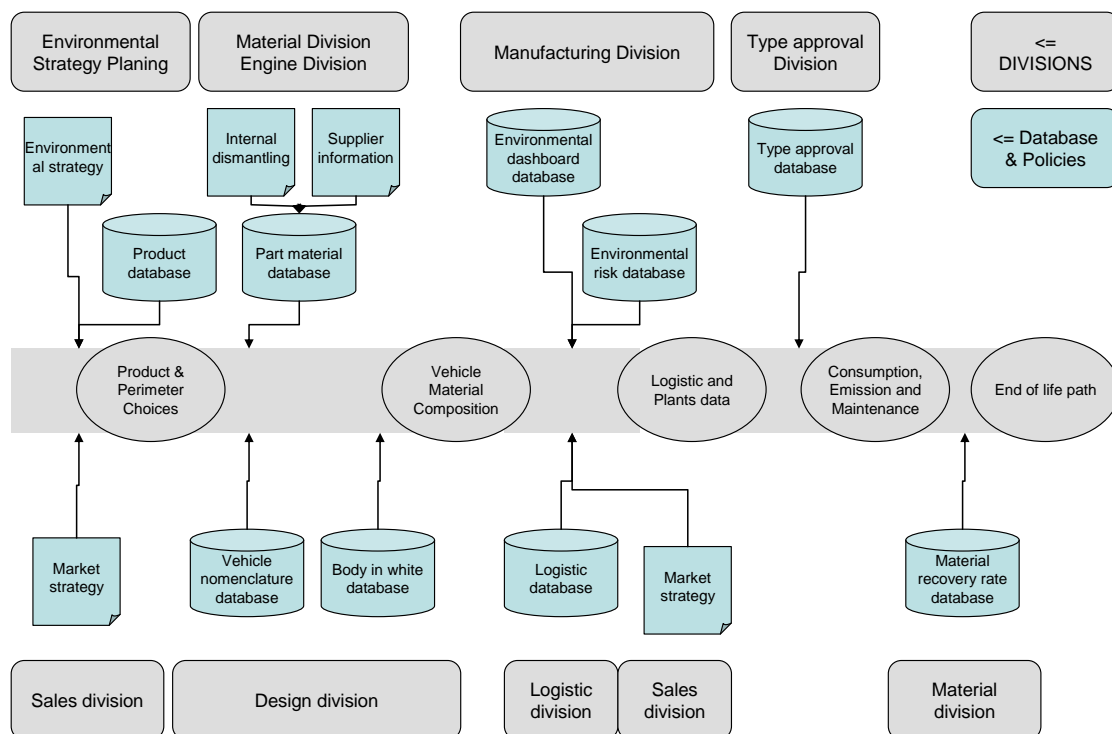 Environmental
Strategy Planing
Material Division
Engine Division
Manufacturing Division
Type approval
Division
<=
DIVISIONS
Environment
al strategy
Internal
dismantling
Supplier
information
Environmental
dashboard
database
Type approval
database
<= Database
& Policies
Product
database
Part material
database
Environmental
risk database
Product &
Perimeter
Choices
Vehicle
Material
Composition
Logistic and
Plants data
Consumption,
Emission and
Maintenance
End of life path
Market
strategy
Vehicle
nomenclature
database
Body in white
database
Logistic
database
Market
strategy
Material
recovery rate
database
Sales division
Design division
Logistic
division
Sales
division
Material
division